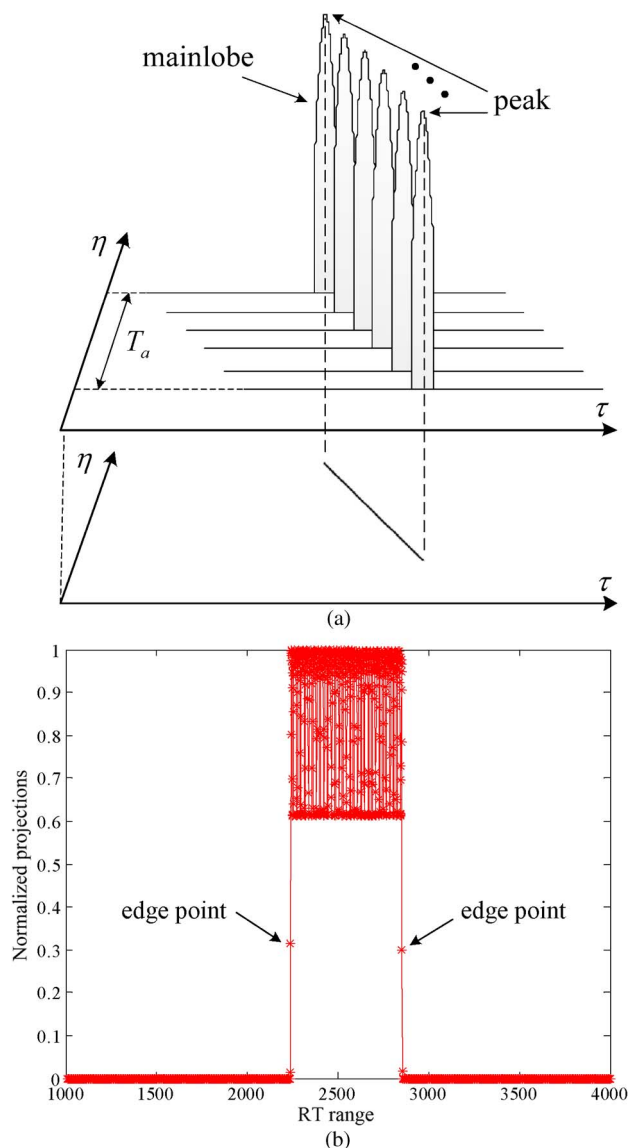 mainlobe
peak
η
T_a
τ
η
τ
(a)
1
0.9
0.8
0.7
0.6
0.5
0.4
0.3
0.2
0.1
0
Normalized projections
edge point
edge point
1000
1500
2000
2500
3000
3500
4000
RT range
(b)